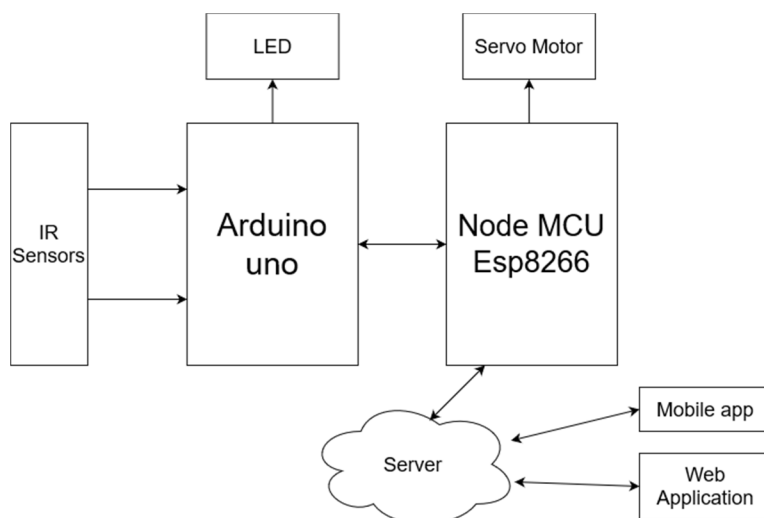 LED
Servo Motor
IR
Sensors
Arduino
uno
Node MCU
Esp8266
Server
Mobile app
Web
Application